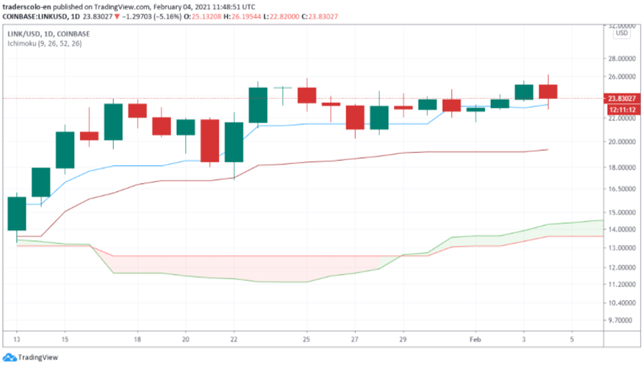 traderscolo-en published on TradingView.com, February 04, 2021 11:48:51 UTC
COINBASE:LINKUSD, 1D 23.83027 ▼ −1.29703 (−5.16%) O:25.13208 H:26.19544 L:22.82000 C:23.83027
LINK/USD, 1D, COINBASE
Ichimoku (9, 26, 52, 26)
32.00000
USD
28.00000
26.00000
23.83027
12:11:12
22.00000
20.00000
18.00000
16.50000
15.00000
14.00000
13.00000
12.00000
11.20000
10.40000
9.70000
13 15 18 20 22 25 27 29 Feb 3 5
TradingView